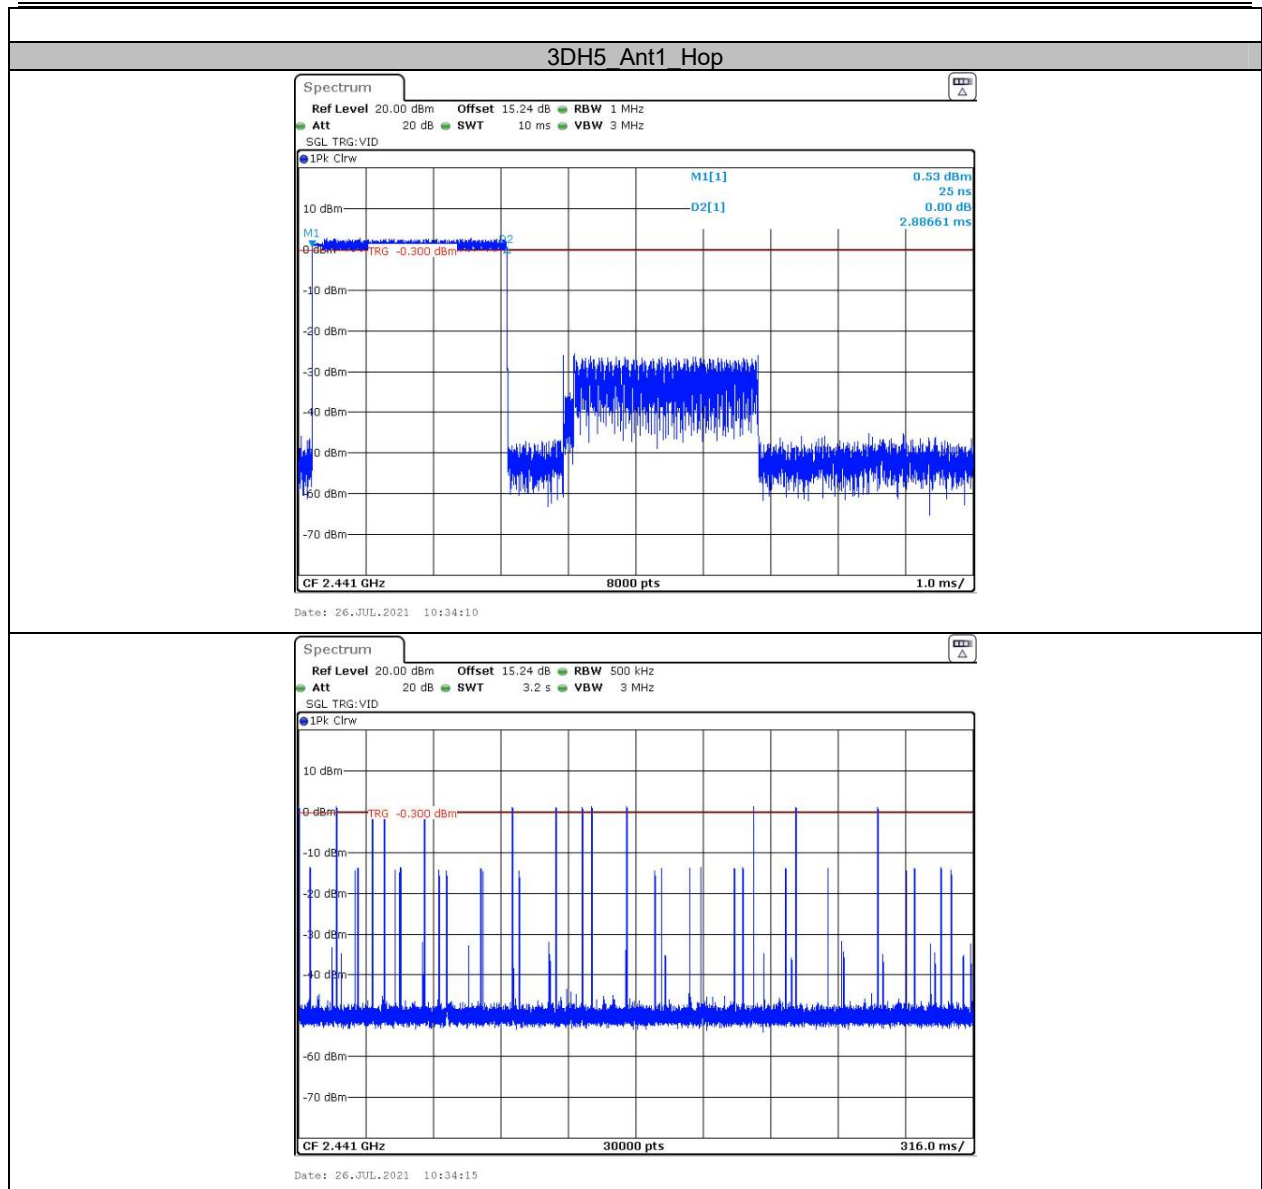 3DH5_Ant1_Hop
Spectrum
Ref Level 20.00 dBm Offset 15.24 dB RBW 1 MHz
Att 20 dB SWT 10 ms VBW 3 MHz
SGL TRG:VID
1Pk Clrw
M1[1] 0.53 dBm
25 ns
10 dBm D2[1] 0.00 dB
2.88661 ms
M1 D2
0 dBm TRG -0.300 dBm
-10 dBm
-20 dBm
-30 dBm
-40 dBm
-50 dBm
-60 dBm
-70 dBm
CF 2.441 GHz 8000 pts 1.0 ms/
Date: 26.JUL.2021 10:34:10
Spectrum
Ref Level 20.00 dBm Offset 15.24 dB RBW 500 kHz
Att 20 dB SWT 3.2 s VBW 3 MHz
SGL TRG:VID
1Pk Clrw
10 dBm
0 dBm TRG -0.300 dBm
-10 dBm
-20 dBm
-30 dBm
-40 dBm
-60 dBm
-70 dBm
CF 2.441 GHz 30000 pts 316.0 ms/
Date: 26.JUL.2021 10:34:15